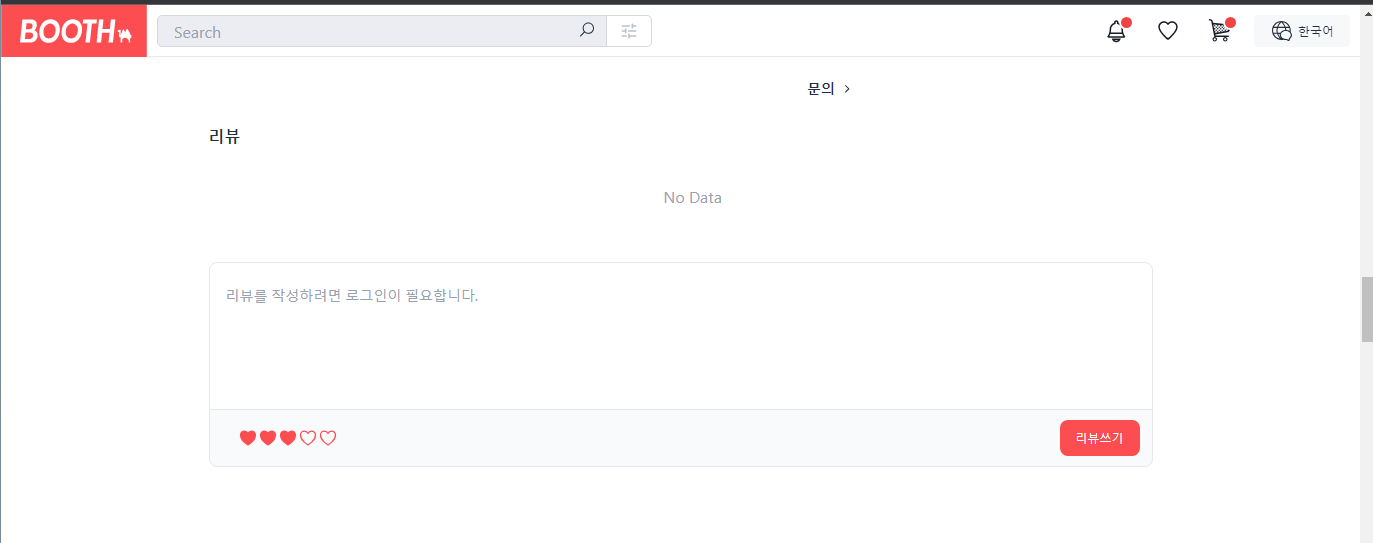 BOOTH
Search
한국어
문의
리뷰
No Data
리뷰를 작성하려면 로그인이 필요합니다.
리뷰쓰기